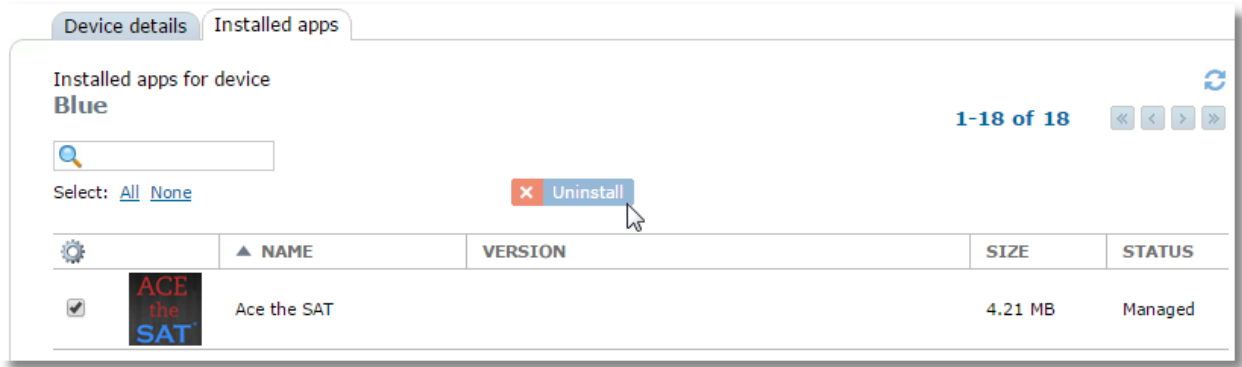 Device details Installed apps
Installed apps for device
Blue
1-18 of 18 « < > »
Select: All None
Uninstall
NAME VERSION SIZE STATUS
ACE
the
SAT
Ace the SAT 4.21 MB Managed